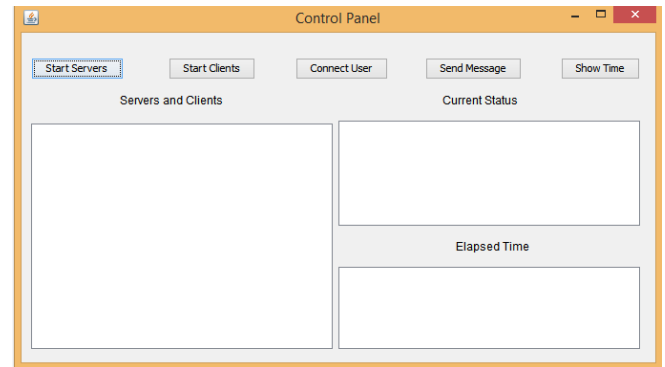 Control Panel
Start Servers Start Clients Connect User Send Message Show Time
Servers and Clients Current Status
Elapsed Time